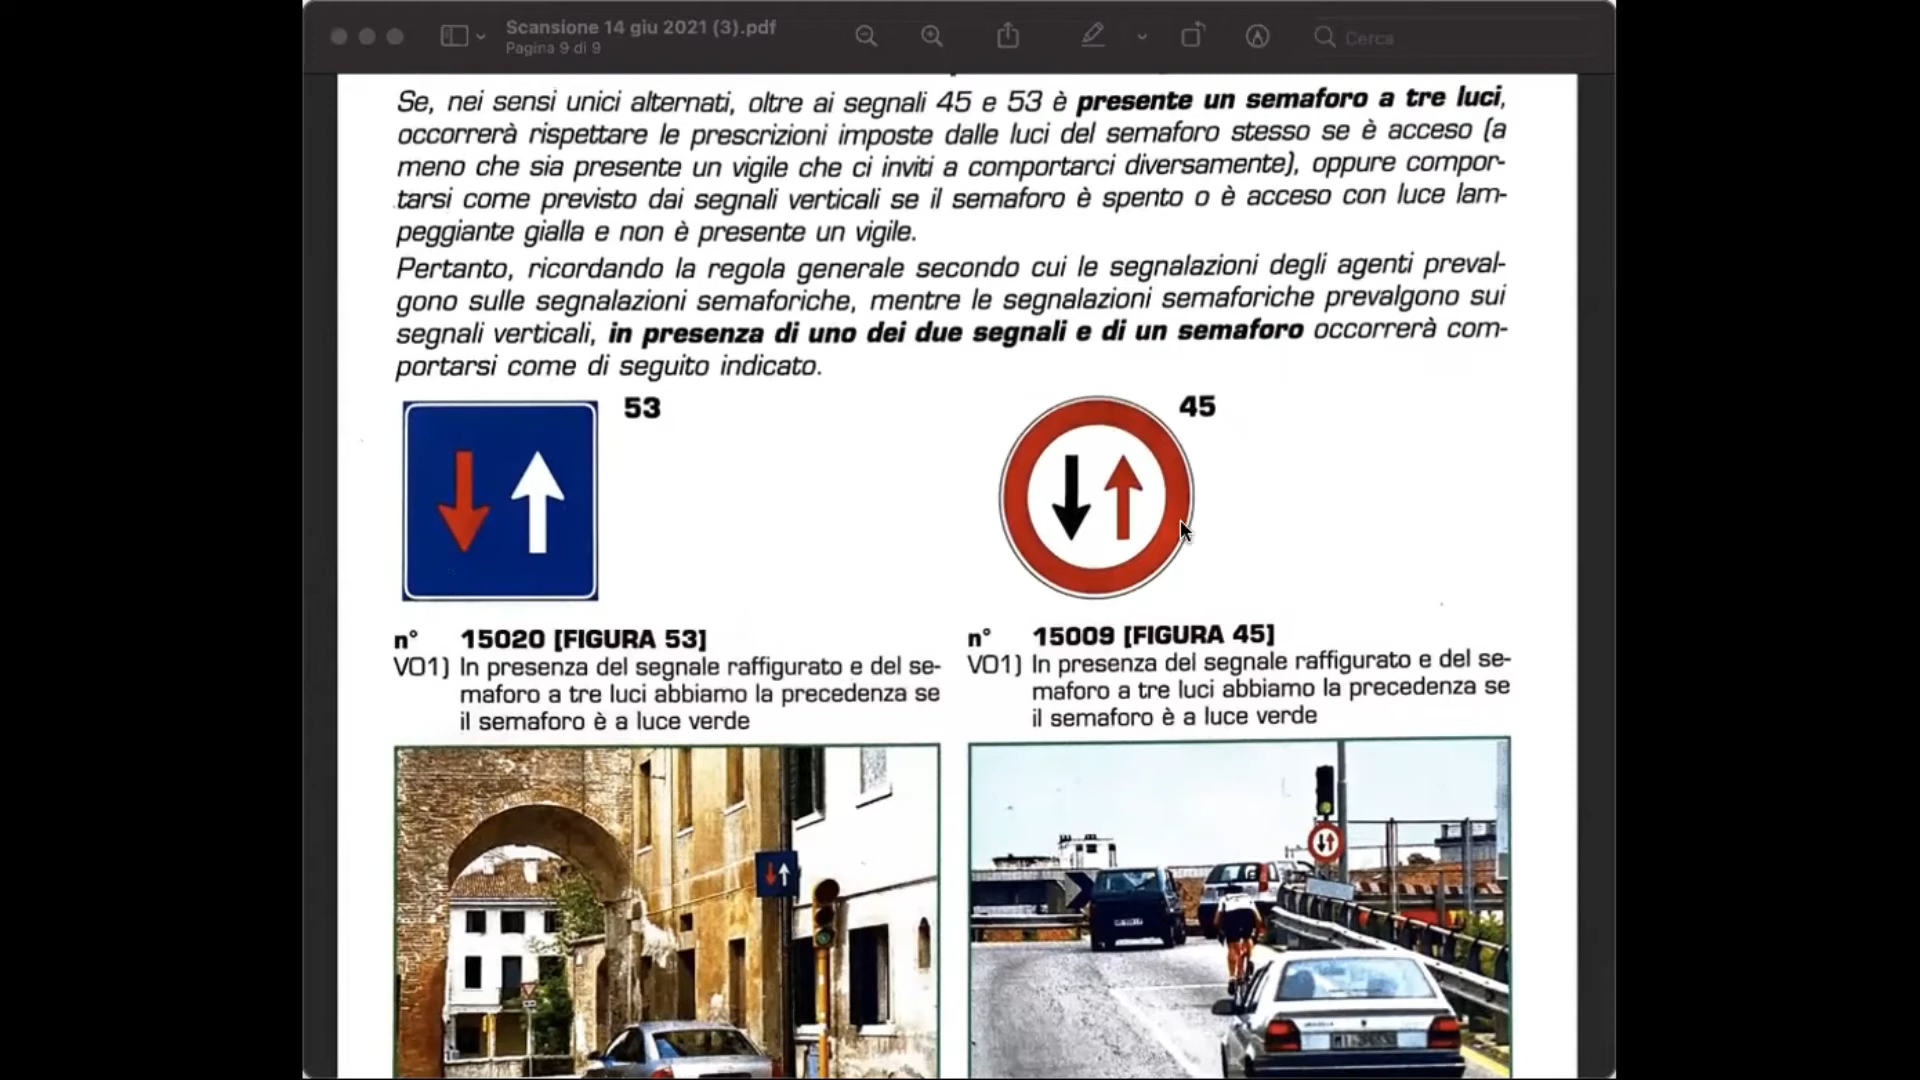 Scansione 14 giu 2021 (3).pdf
Pagina 9 di 9
Cerca
Se, nei sensi unici alternati, oltre ai segnali 45 e 53 è presente un semaforo a tre luci,
occorrerà rispettare le prescrizioni imposte dalle luci del semaforo stesso se è acceso (a
meno che sia presente un vigile che ci inviti a comportarci diversamente), oppure compor-
tarsi come previsto dai segnali verticali se il semaforo è spento o è acceso con luce lam-
peggiante gialla e non è presente un vigile.
Pertanto, ricordando la regola generale secondo cui le segnalazioni degli agenti preval-
gono sulle segnalazioni semaforiche, mentre le segnalazioni semaforiche prevalgono sui
segnali verticali, in presenza di uno dei due segnali e di un semaforo occorrerà com-
portarsi come di seguito indicato.
53
45
n° 15020 [FIGURA 53]
V01) In presenza del segnale raffigurato e del se-
maforo a tre luci abbiamo la precedenza se
il semaforo è a luce verde
n° 15009 [FIGURA 45]
V01) In presenza del segnale raffigurato e del se-
maforo a tre luci abbiamo la precedenza se
il semaforo è a luce verde